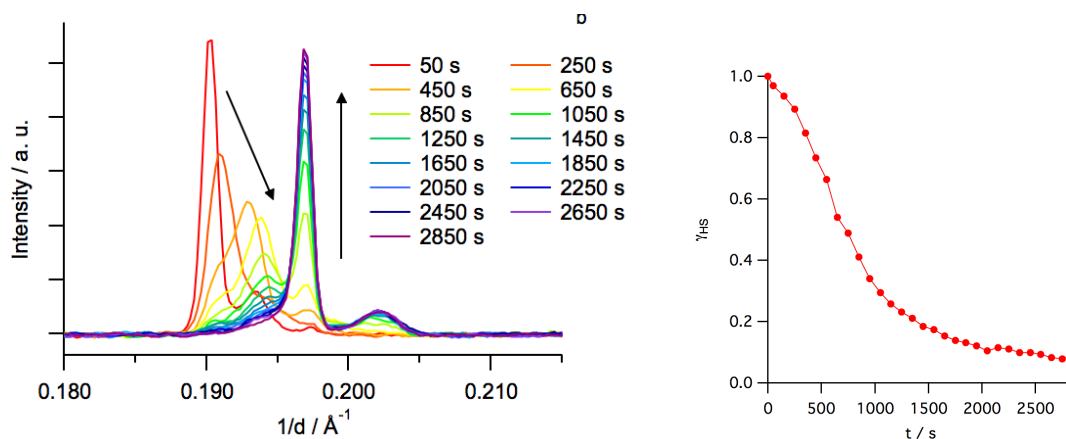 b
50 s 250 s
450 s 650 s
850 s 1050 s
1250 s 1450 s
1650 s 1850 s
2050 s 2250 s
2450 s 2650 s
2850 s
Intensity / a. u.
0.180 0.190 0.200 0.210
1/d / Å⁻¹
1.0
0.8
0.6
0.4
0.2
0.0
γHS
0 500 1000 1500 2000 2500
t / s